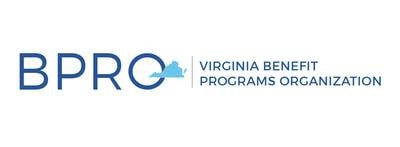 BPRO
VIRGINIA BENEFIT
PROGRAMS ORGANIZATION